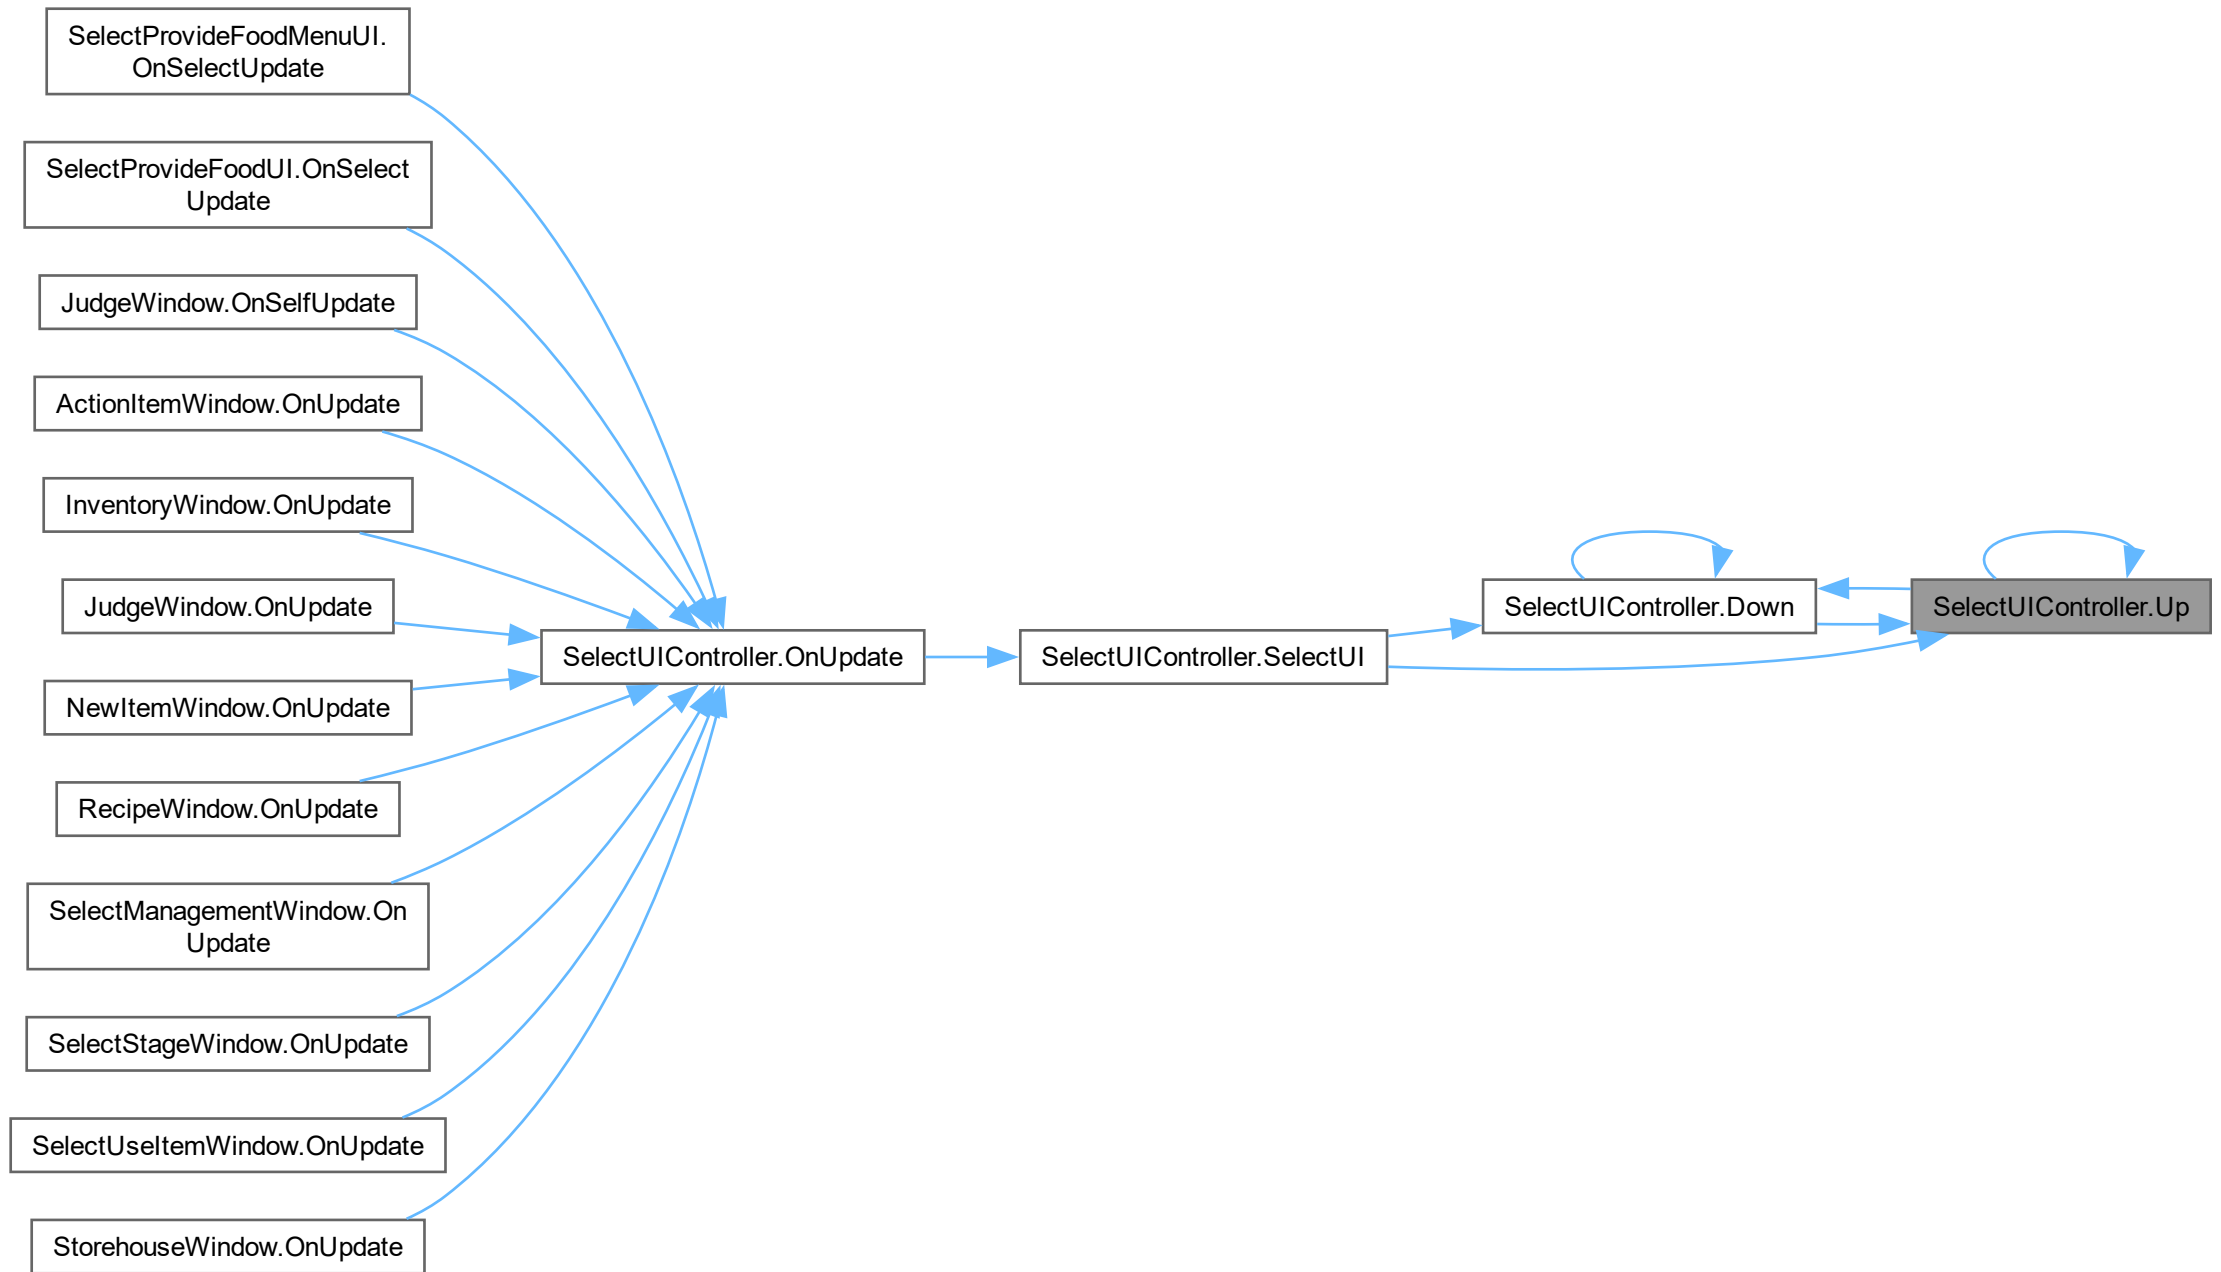 SelectProvideFoodMenuUI.
OnSelectUpdate
SelectProvideFoodUI.OnSelect
Update
JudgeWindow.OnSelfUpdate
ActionItemWindow.OnUpdate
InventoryWindow.OnUpdate
JudgeWindow.OnUpdate
NewItemWindow.OnUpdate
RecipeWindow.OnUpdate
SelectManagementWindow.On
Update
SelectStageWindow.OnUpdate
SelectUseItemWindow.OnUpdate
StorehouseWindow.OnUpdate
SelectUIController.OnUpdate
SelectUIController.SelectUI
SelectUIController.Down
SelectUIController.Up